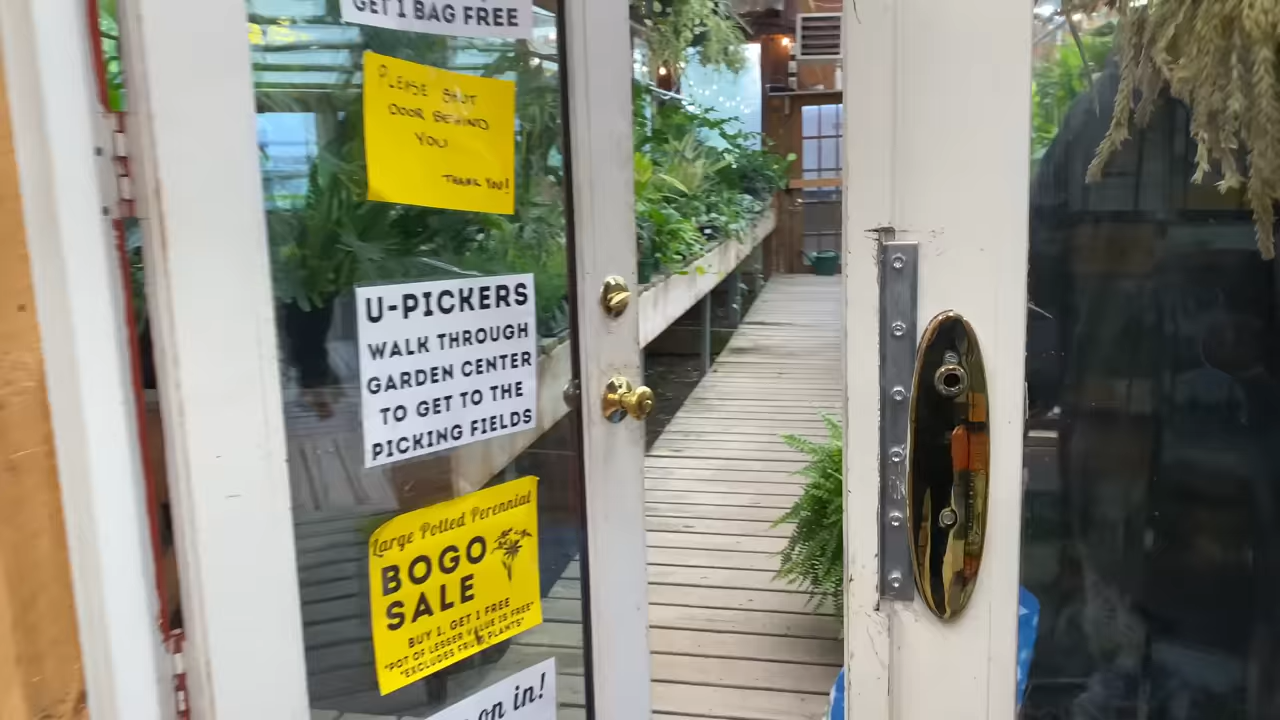 GET 1 BAG FREE
PLEASE SHUT
DOOR BEHIND
YOU
THANK YOU!
U-PICKERS
WALK THROUGH
GARDEN CENTER
TO GET TO THE
PICKING FIELDS
Large Potted Perennial
BOGO
SALE
BUY 1, GET 1 FREE
*POT OF LESSER VALUE IS FREE*
*EXCLUDES FRUIT PLANTS*
on in!